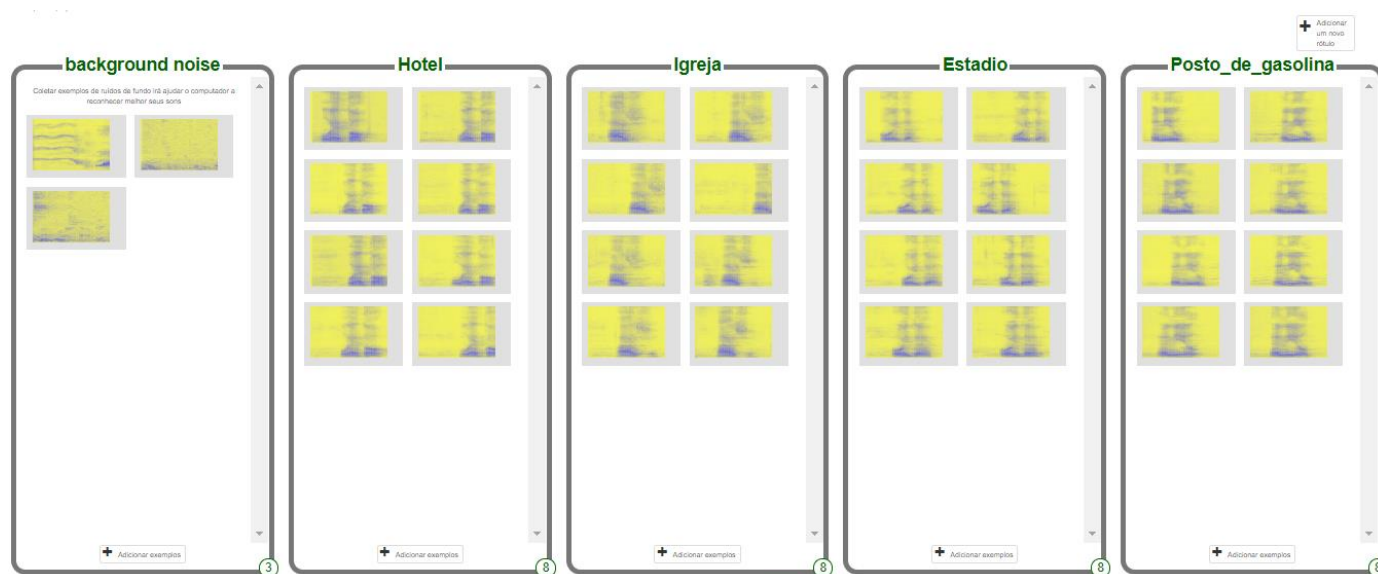 Adicionar
um novo
rótulo
background noise
Coletar exemplos de ruídos de fundo irá ajudar o computador a
reconhecer melhor seus sons
Adicionar exemplos
3
Hotel
Adicionar exemplos
8
Igreja
Adicionar exemplos
8
Estadio
Adicionar exemplos
8
Posto_de_gasolina
Adicionar exemplos
8